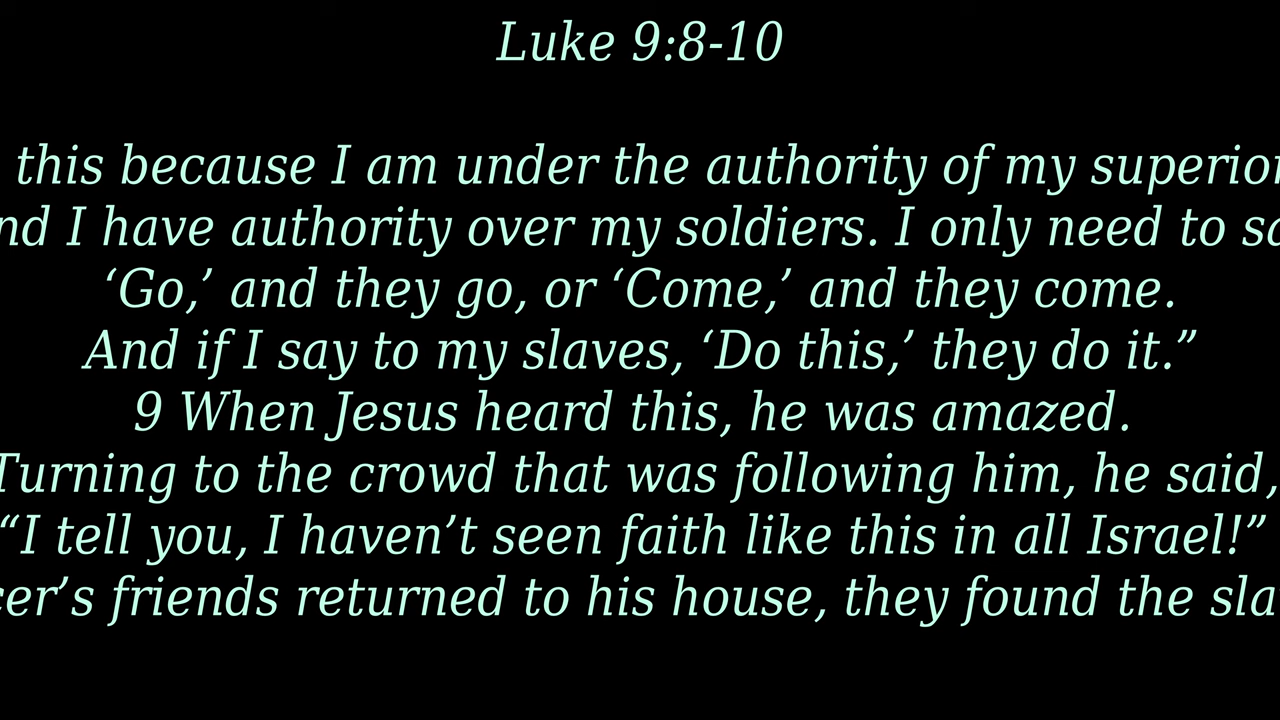 Luke 9:8-10
this because I am under the authority of my superior
nd I have authority over my soldiers. I only need to sa
‘Go,’ and they go, or ‘Come,’ and they come.
And if I say to my slaves, ‘Do this,’ they do it.”
9 When Jesus heard this, he was amazed.
Turning to the crowd that was following him, he said,
“I tell you, I haven’t seen faith like this in all Israel!”
cer’s friends returned to his house, they found the sla